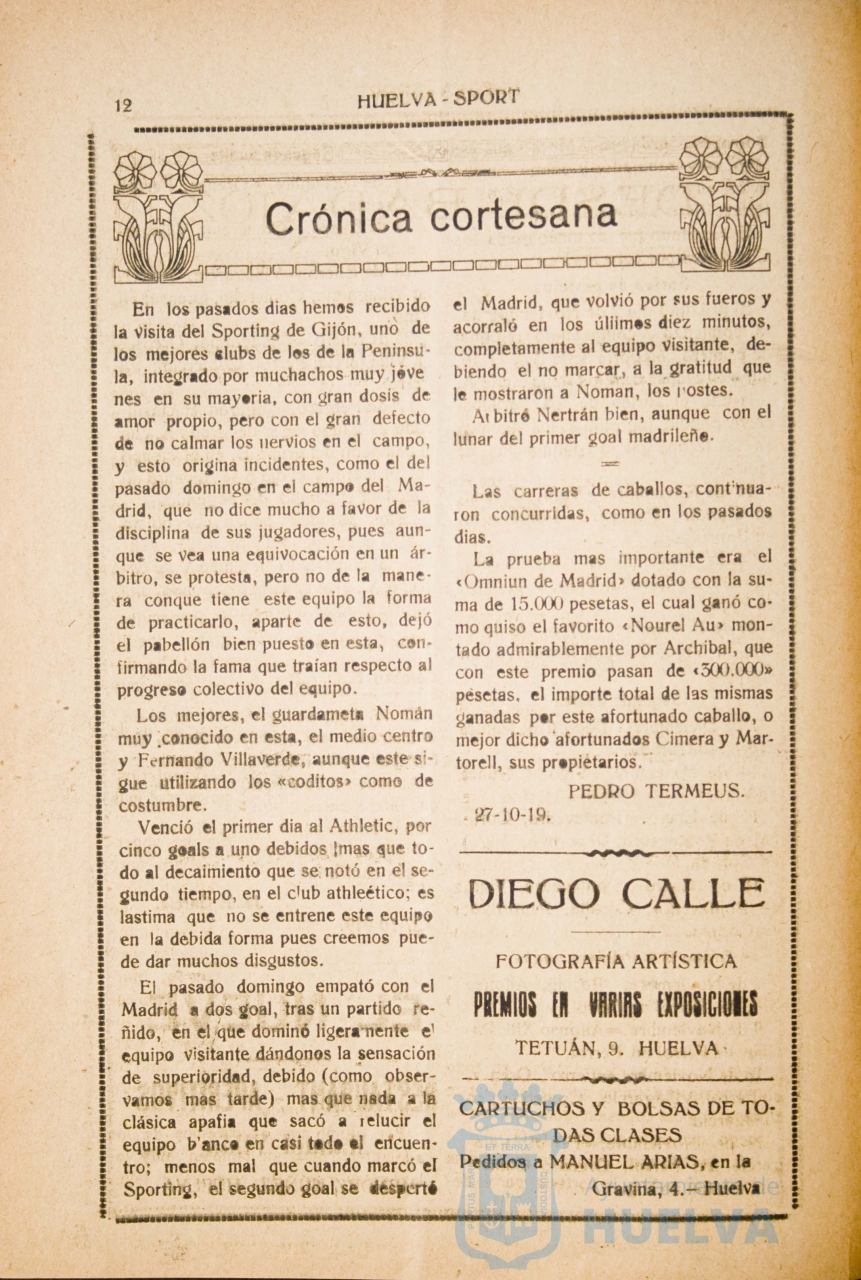 12
HUELVA - SPORT
Crónica cortesana
En los pasados dias hemos recibido
la visita del Sporting de Gijón, uno de
los mejores clubs de los de la Peninsu-
la, integrado por muchachos muy jóve
nes en su mayoria, con gran dosis de
amor propio, pero con el gran defecto
de no calmar los nervios en el campo,
y esto origina incidentes, como el del
pasado domingo en el campo del Ma-
drid, que no dice mucho a favor de la
disciplina de sus jugadores, pues aun-
que se vea una equivocación en un ár-
bitro, se protesta, pero no de la mane-
ra conque tiene este equipo la forma
de practicarlo, aparte de esto, dejó
el pabellón bien puesto en esta, con-
firmando la fama que traían respecto al
progreso colectivo del equipo.
Los mejores, el guardameta Nomán
muy conocido en esta, el medio centro
y Fernando Villaverde, aunque este si-
gue utilizando los «coditos» como de
costumbre.
Venció el primer dia al Athletic, por
cinco goals a uno debidos ¡mas que to-
do al decaimiento que se notó en el se-
gundo tiempo, en el club athleético; es
lastima que no se entrene este equipo
en la debida forma pues creemos pue-
de dar muchos disgustos.
El pasado domingo empató con el
Madrid a dos goal, tras un partido re-
ñido, en el que dominó ligeramente el
equipo visitante dándonos la sensación
de superioridad, debido (como obser-
vamos mas tarde) mas que nada a la
clásica apafia que sacó a relucir el
equipo b'anco en casi todo el encuen-
tro; menos mal que cuando marcó el
Sporting, el segundo goal se despertó
el Madrid, que volvió por sus fueros y
acorraló en los úliimos diez minutos,
completamente al equipo visitante, de-
biendo el no marcar, a la gratitud que
le mostraron a Noman, los postes.
Arbitró Nertrán bien, aunque con el
lunar del primer goal madrileño.
Las carreras de caballos, cont'nua-
ron concurridas, como en los pasados
dias.
La prueba mas importante era el
‹Omniun de Madrid› dotado con la su-
ma de 15.000 pesetas, el cual ganó co-
mo quiso el favorito ‹Nourel Au» mon-
tado admirablemente por Archibal, que
con este premio pasan de ‹300.000»
pesetas, el importe total de las mismas
ganadas por este afortunado caballo, o
mejor dicho afortunados Cimera y Mar-
torell, sus propietarios.
PEDRO TERMEUS.
27-10-19.
DIEGO CALLE
FOTOGRAFÍA ARTÍSTICA
PREMIOS EN VARIAS EXPOSICIONES
TETUÁN, 9. HUELVA
CARTUCHOS Y BOLSAS DE TO-
DAS CLASES
Pedidos a MANUEL ARIAS, en la
Gravina, 4.— Huelva
HUELVA